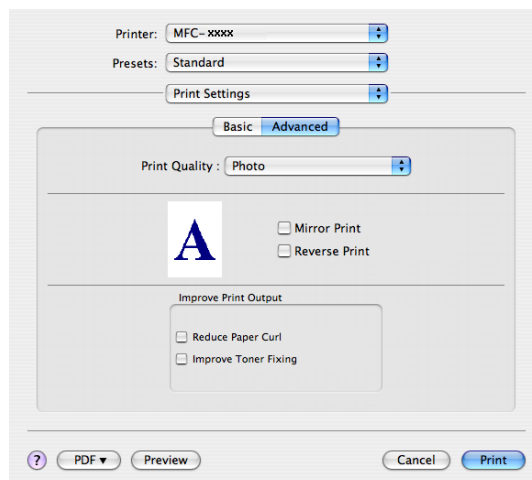 Printer: MFC-xxxx
Presets: Standard
Print Settings
Basic Advanced
Print Quality : Photo
A
Mirror Print
Reverse Print
Improve Print Output
Reduce Paper Curl
Improve Toner Fixing
? PDF▼ Preview Cancel Print